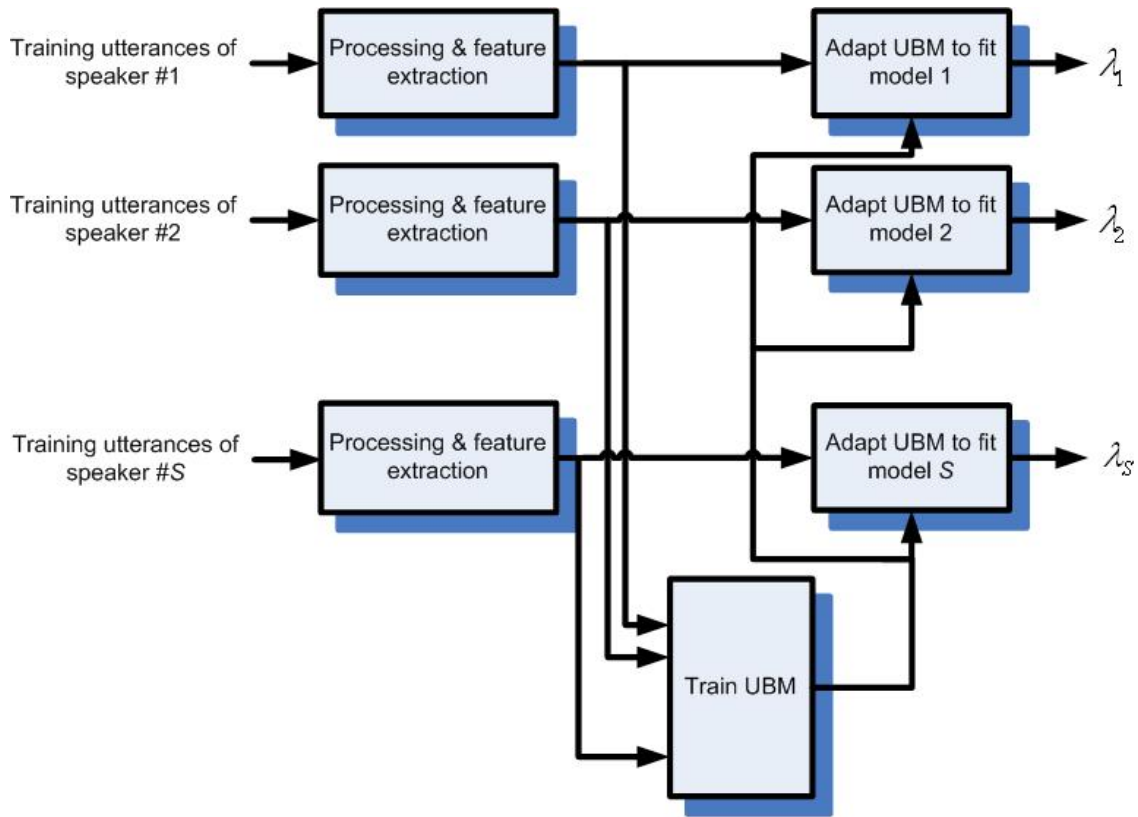 Training utterances of
speaker #1
Processing & feature
extraction
Adapt UBM to fit
model 1
λ1
Training utterances of
speaker #2
Processing & feature
extraction
Adapt UBM to fit
model 2
λ2
Training utterances of
speaker #S
Processing & feature
extraction
Adapt UBM to fit
model S
λS
Train UBM